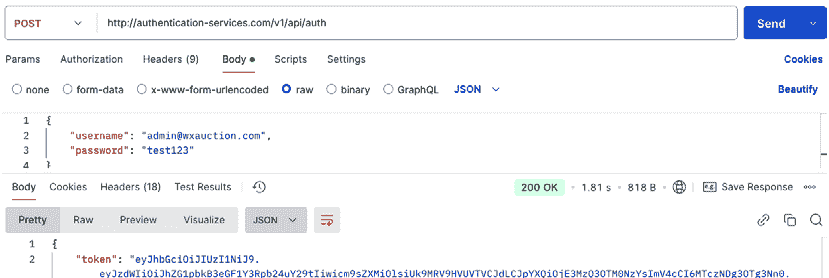 POST http://authentication-services.com/v1/api/auth Send
Params Authorization Headers (9) Body Scripts Settings Cookies
none form-data x-www-form-urlencoded raw binary GraphQL JSON Beautify
1 {
2 "username": "admin@wxauction.com",
3 "password": "test123"
4 }
Body Cookies Headers (18) Test Results 200 OK 1.81 s 818 B Save Response
Pretty Raw Preview Visualize JSON
1 {
2 "token": "eyJhbGciOiJIUzI1NiJ9.